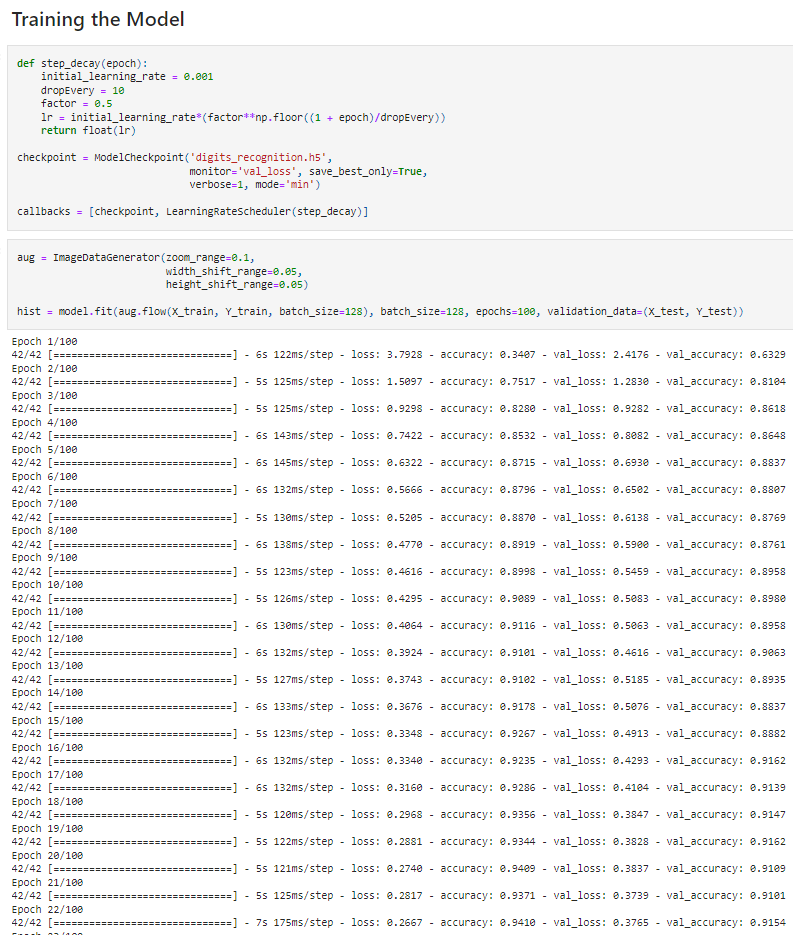 Training the Model
def step_decay(epoch):
    initial_learning_rate = 0.001
    dropEvery = 10
    factor = 0.5
    lr = initial_learning_rate*(factor**np.floor((1 + epoch)/dropEvery))
    return float(lr)
checkpoint = ModelCheckpoint('digits_recognition.h5',
                             monitor='val_loss', save_best_only=True,
                             verbose=1, mode='min')
callbacks = [checkpoint, LearningRateScheduler(step_decay)]
aug = ImageDataGenerator(zoom_range=0.1,
                         width_shift_range=0.05,
                         height_shift_range=0.05)
hist = model.fit(aug.flow(X_train, Y_train, batch_size=128), batch_size=128, epochs=100, validation_data=(X_test, Y_test))
Epoch 1/100
42/42 [==============================] - 6s 122ms/step - loss: 3.7928 - accuracy: 0.3407 - val_loss: 2.4176 - val_accuracy: 0.6329
Epoch 2/100
42/42 [==============================] - 5s 125ms/step - loss: 1.5097 - accuracy: 0.7517 - val_loss: 1.2830 - val_accuracy: 0.8104
Epoch 3/100
42/42 [==============================] - 5s 125ms/step - loss: 0.9298 - accuracy: 0.8280 - val_loss: 0.9282 - val_accuracy: 0.8618
Epoch 4/100
42/42 [==============================] - 6s 143ms/step - loss: 0.7422 - accuracy: 0.8532 - val_loss: 0.8082 - val_accuracy: 0.8648
Epoch 5/100
42/42 [==============================] - 6s 145ms/step - loss: 0.6322 - accuracy: 0.8715 - val_loss: 0.6930 - val_accuracy: 0.8837
Epoch 6/100
42/42 [==============================] - 6s 132ms/step - loss: 0.5666 - accuracy: 0.8796 - val_loss: 0.6502 - val_accuracy: 0.8807
Epoch 7/100
42/42 [==============================] - 5s 130ms/step - loss: 0.5205 - accuracy: 0.8870 - val_loss: 0.6138 - val_accuracy: 0.8769
Epoch 8/100
42/42 [==============================] - 6s 138ms/step - loss: 0.4770 - accuracy: 0.8919 - val_loss: 0.5900 - val_accuracy: 0.8761
Epoch 9/100
42/42 [==============================] - 5s 123ms/step - loss: 0.4616 - accuracy: 0.8998 - val_loss: 0.5459 - val_accuracy: 0.8958
Epoch 10/100
42/42 [==============================] - 5s 126ms/step - loss: 0.4295 - accuracy: 0.9089 - val_loss: 0.5083 - val_accuracy: 0.8980
Epoch 11/100
42/42 [==============================] - 6s 130ms/step - loss: 0.4064 - accuracy: 0.9116 - val_loss: 0.5063 - val_accuracy: 0.8958
Epoch 12/100
42/42 [==============================] - 6s 132ms/step - loss: 0.3924 - accuracy: 0.9101 - val_loss: 0.4616 - val_accuracy: 0.9063
Epoch 13/100
42/42 [==============================] - 5s 127ms/step - loss: 0.3743 - accuracy: 0.9102 - val_loss: 0.5185 - val_accuracy: 0.8935
Epoch 14/100
42/42 [==============================] - 6s 133ms/step - loss: 0.3676 - accuracy: 0.9178 - val_loss: 0.5076 - val_accuracy: 0.8837
Epoch 15/100
42/42 [==============================] - 5s 123ms/step - loss: 0.3348 - accuracy: 0.9267 - val_loss: 0.4913 - val_accuracy: 0.8882
Epoch 16/100
42/42 [==============================] - 6s 132ms/step - loss: 0.3340 - accuracy: 0.9235 - val_loss: 0.4293 - val_accuracy: 0.9162
Epoch 17/100
42/42 [==============================] - 6s 132ms/step - loss: 0.3160 - accuracy: 0.9286 - val_loss: 0.4104 - val_accuracy: 0.9139
Epoch 18/100
42/42 [==============================] - 5s 120ms/step - loss: 0.2968 - accuracy: 0.9356 - val_loss: 0.3847 - val_accuracy: 0.9147
Epoch 19/100
42/42 [==============================] - 5s 122ms/step - loss: 0.2881 - accuracy: 0.9344 - val_loss: 0.3828 - val_accuracy: 0.9162
Epoch 20/100
42/42 [==============================] - 5s 121ms/step - loss: 0.2740 - accuracy: 0.9409 - val_loss: 0.3837 - val_accuracy: 0.9109
Epoch 21/100
42/42 [==============================] - 5s 125ms/step - loss: 0.2817 - accuracy: 0.9371 - val_loss: 0.3739 - val_accuracy: 0.9101
Epoch 22/100
42/42 [==============================] - 7s 175ms/step - loss: 0.2667 - accuracy: 0.9410 - val_loss: 0.3765 - val_accuracy: 0.9154